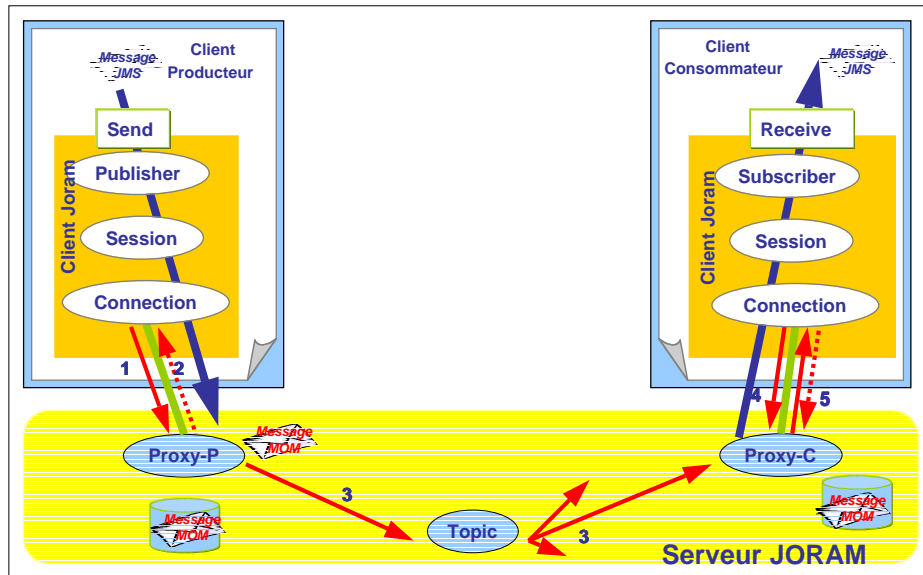 Message
JMS
Client
Producteur
Send
Publisher
Session
Connection
Client Joram
1
2
Client
Consommateur
Message
JMS
Receive
Subscriber
Session
Connection
Client Joram
4
5
Proxy-P
Message
MOM
Message
MOM
3
Topic
3
Proxy-C
Message
MOM
Serveur JORAM